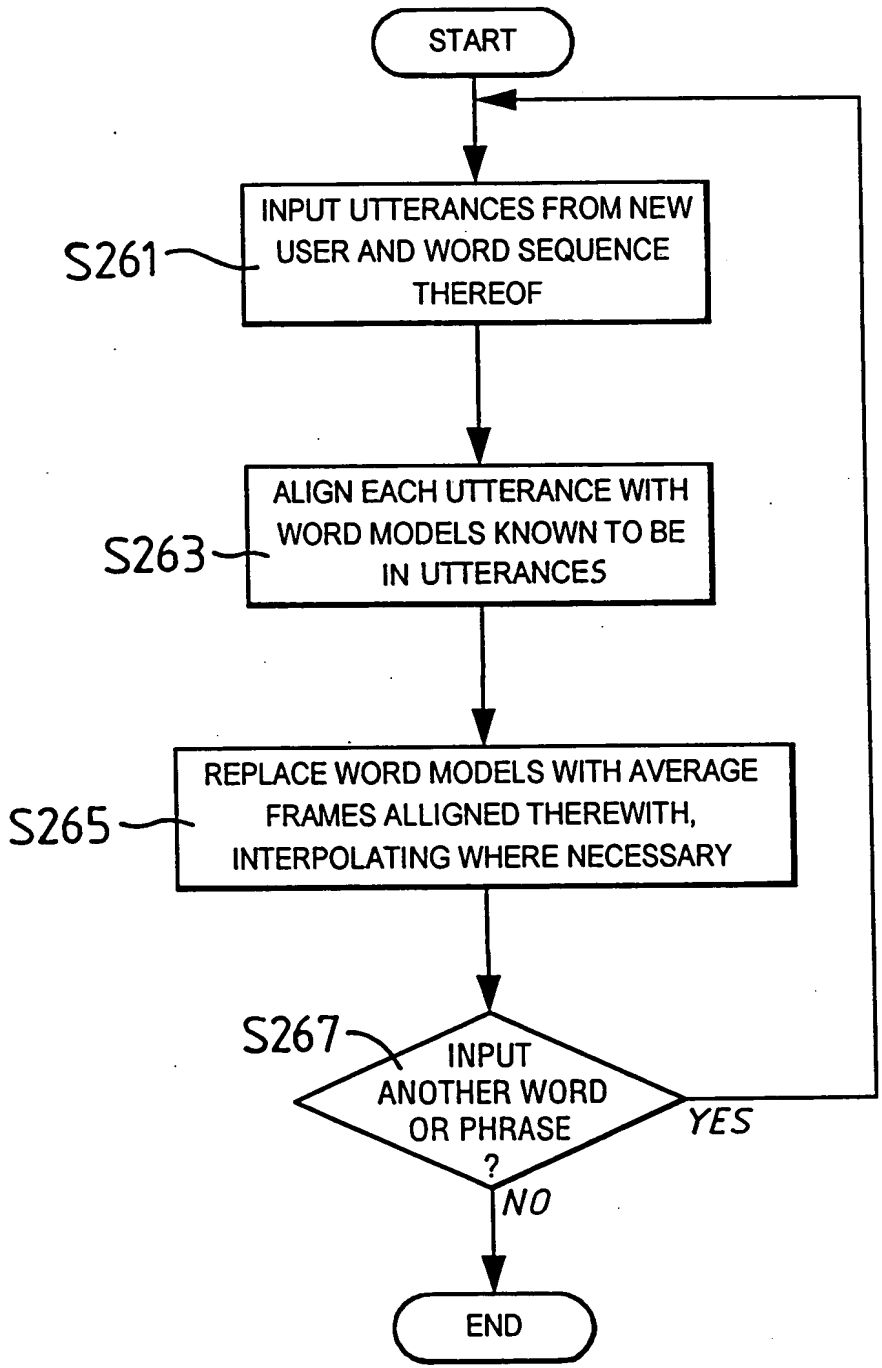 START
INPUT UTTERANCES FROM NEW
USER AND WORD SEQUENCE
THEREOF
S261
ALIGN EACH UTTERANCE WITH
WORD MODELS KNOWN TO BE
IN UTTERANCES
S263
REPLACE WORD MODELS WITH AVERAGE
FRAMES ALLIGNED THEREWITH,
INTERPOLATING WHERE NECESSARY
S265
S267
INPUT
ANOTHER WORD
OR PHRASE
?
YES
NO
END